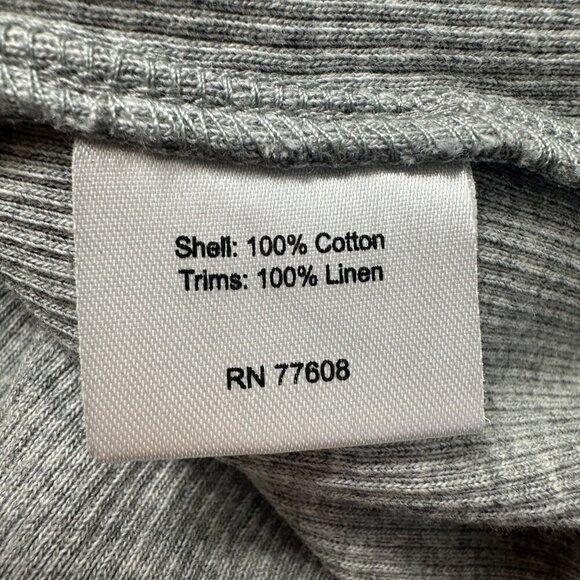 Shell: 100% Cotton
Trims: 100% Linen
RN 77608